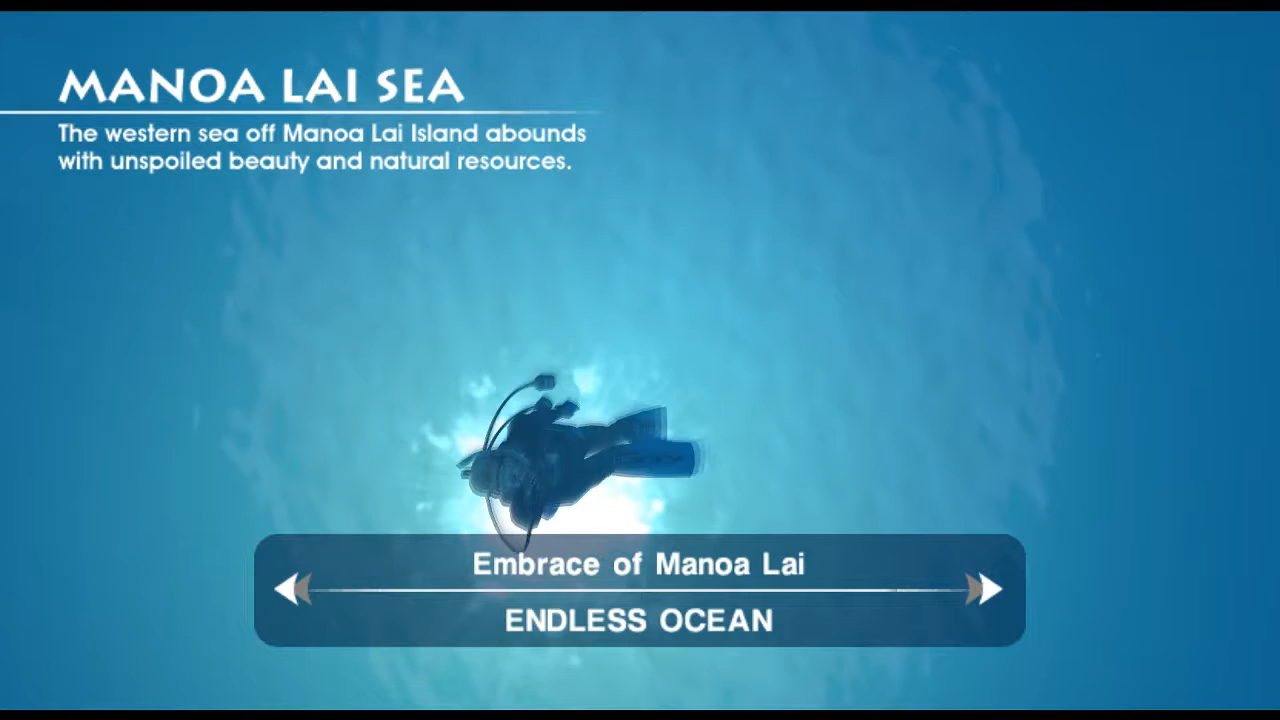 MANOA LAI SEA
The western sea off Manoa Lai Island abounds
with unspoiled beauty and natural resources.
Embrace of Manoa Lai
ENDLESS OCEAN